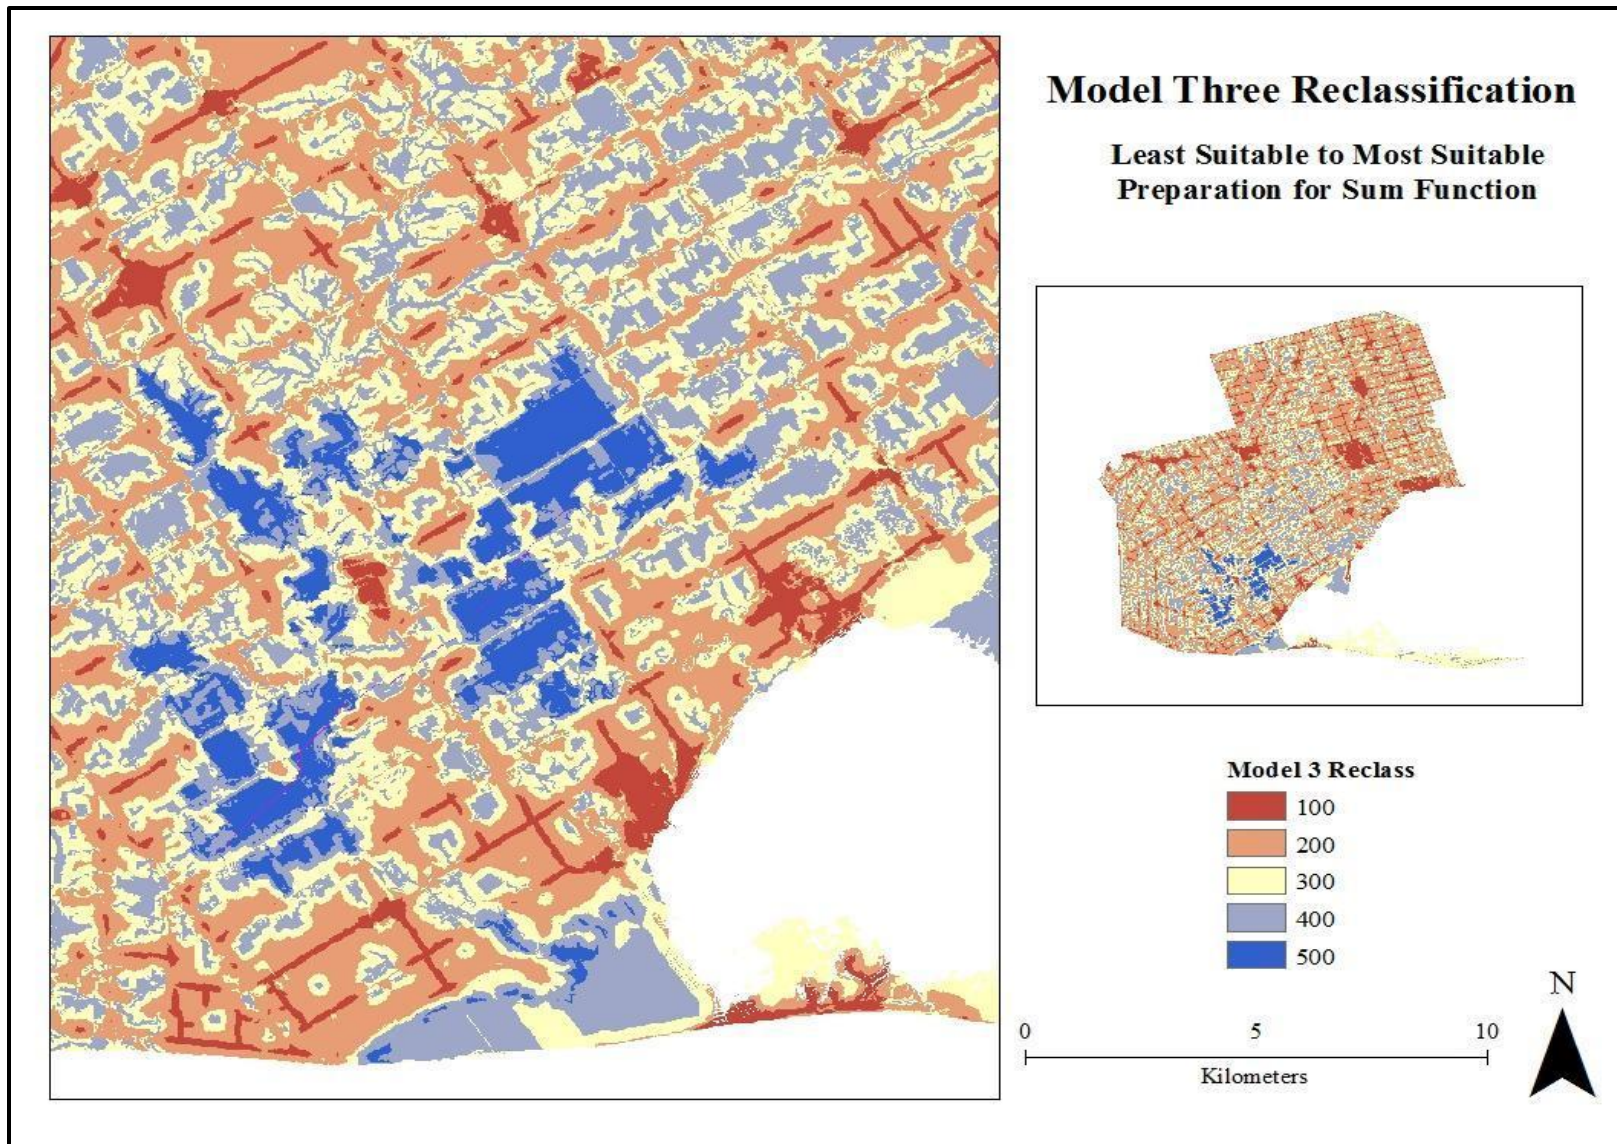 Model Three Reclassification
Least Suitable to Most Suitable
Preparation for Sum Function
Model 3 Reclass
100
200
300
400
500
N
0 5 10
Kilometers